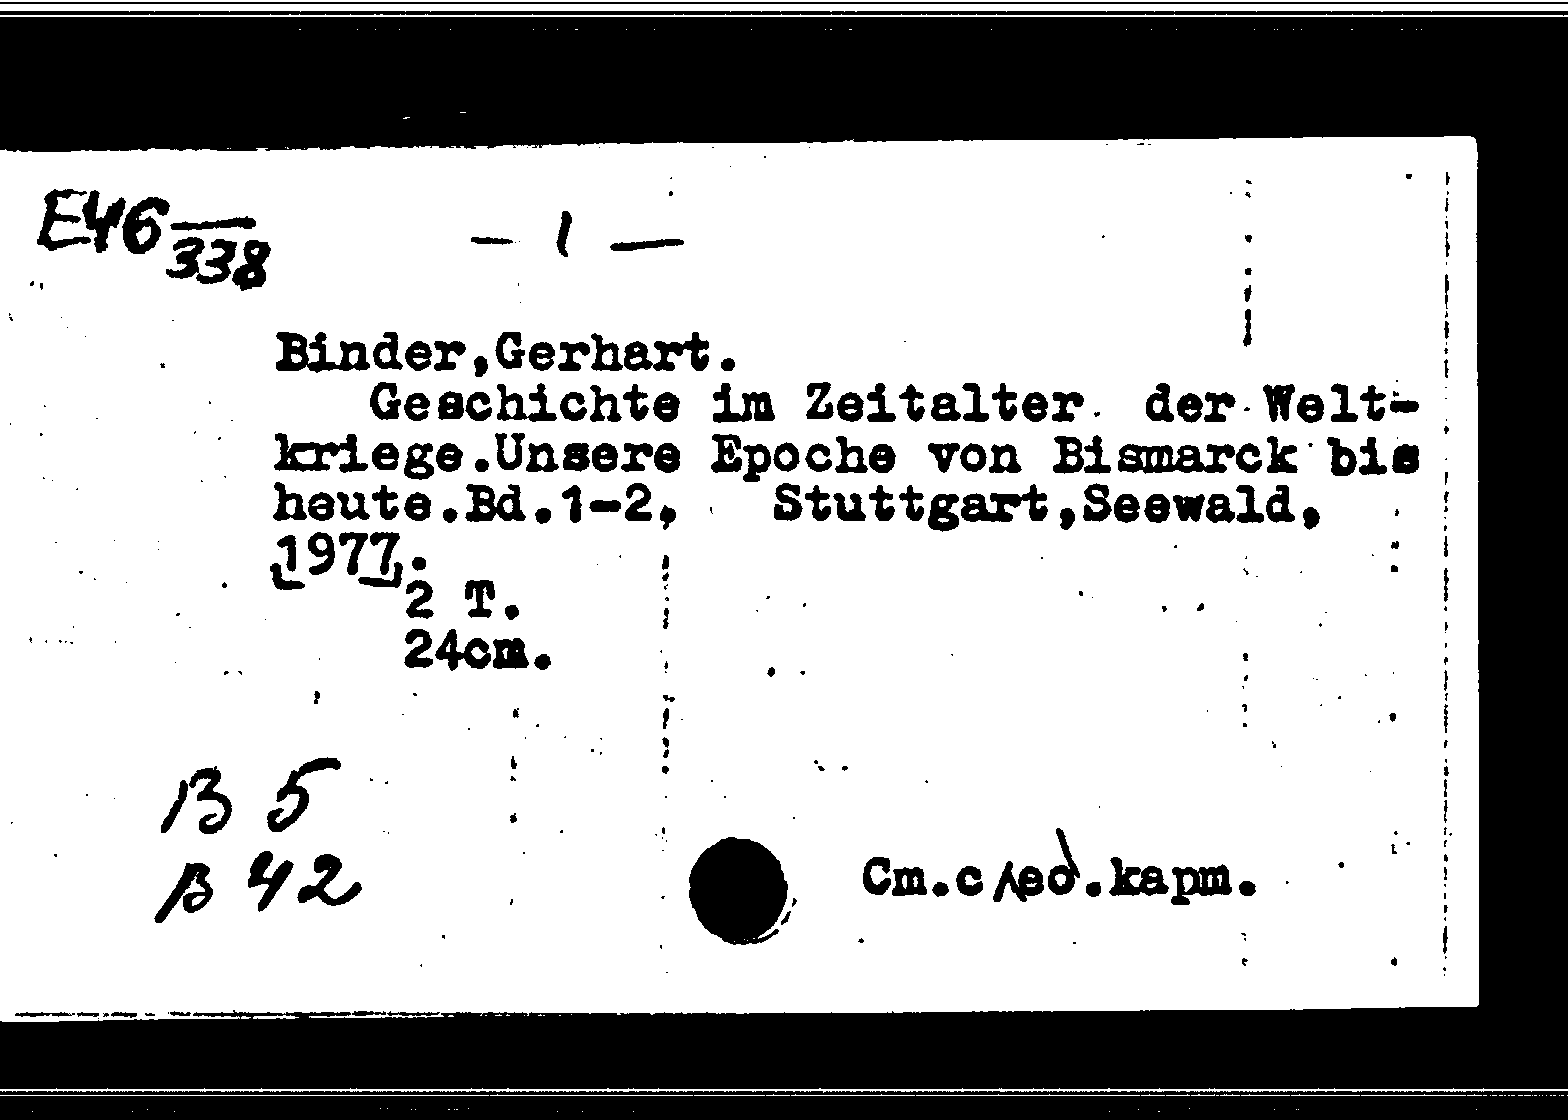 E46 — 1 —
338
Binder,Gerhart.
Geschichte im Zeitalter der Welt-
kriege.Unsere Epoche von Bismarck bis
heute.Bd.1-2, Stuttgart,Seewald,
1977.
2 T.
24cm.
B 5
B 42
Cm.след.карт.